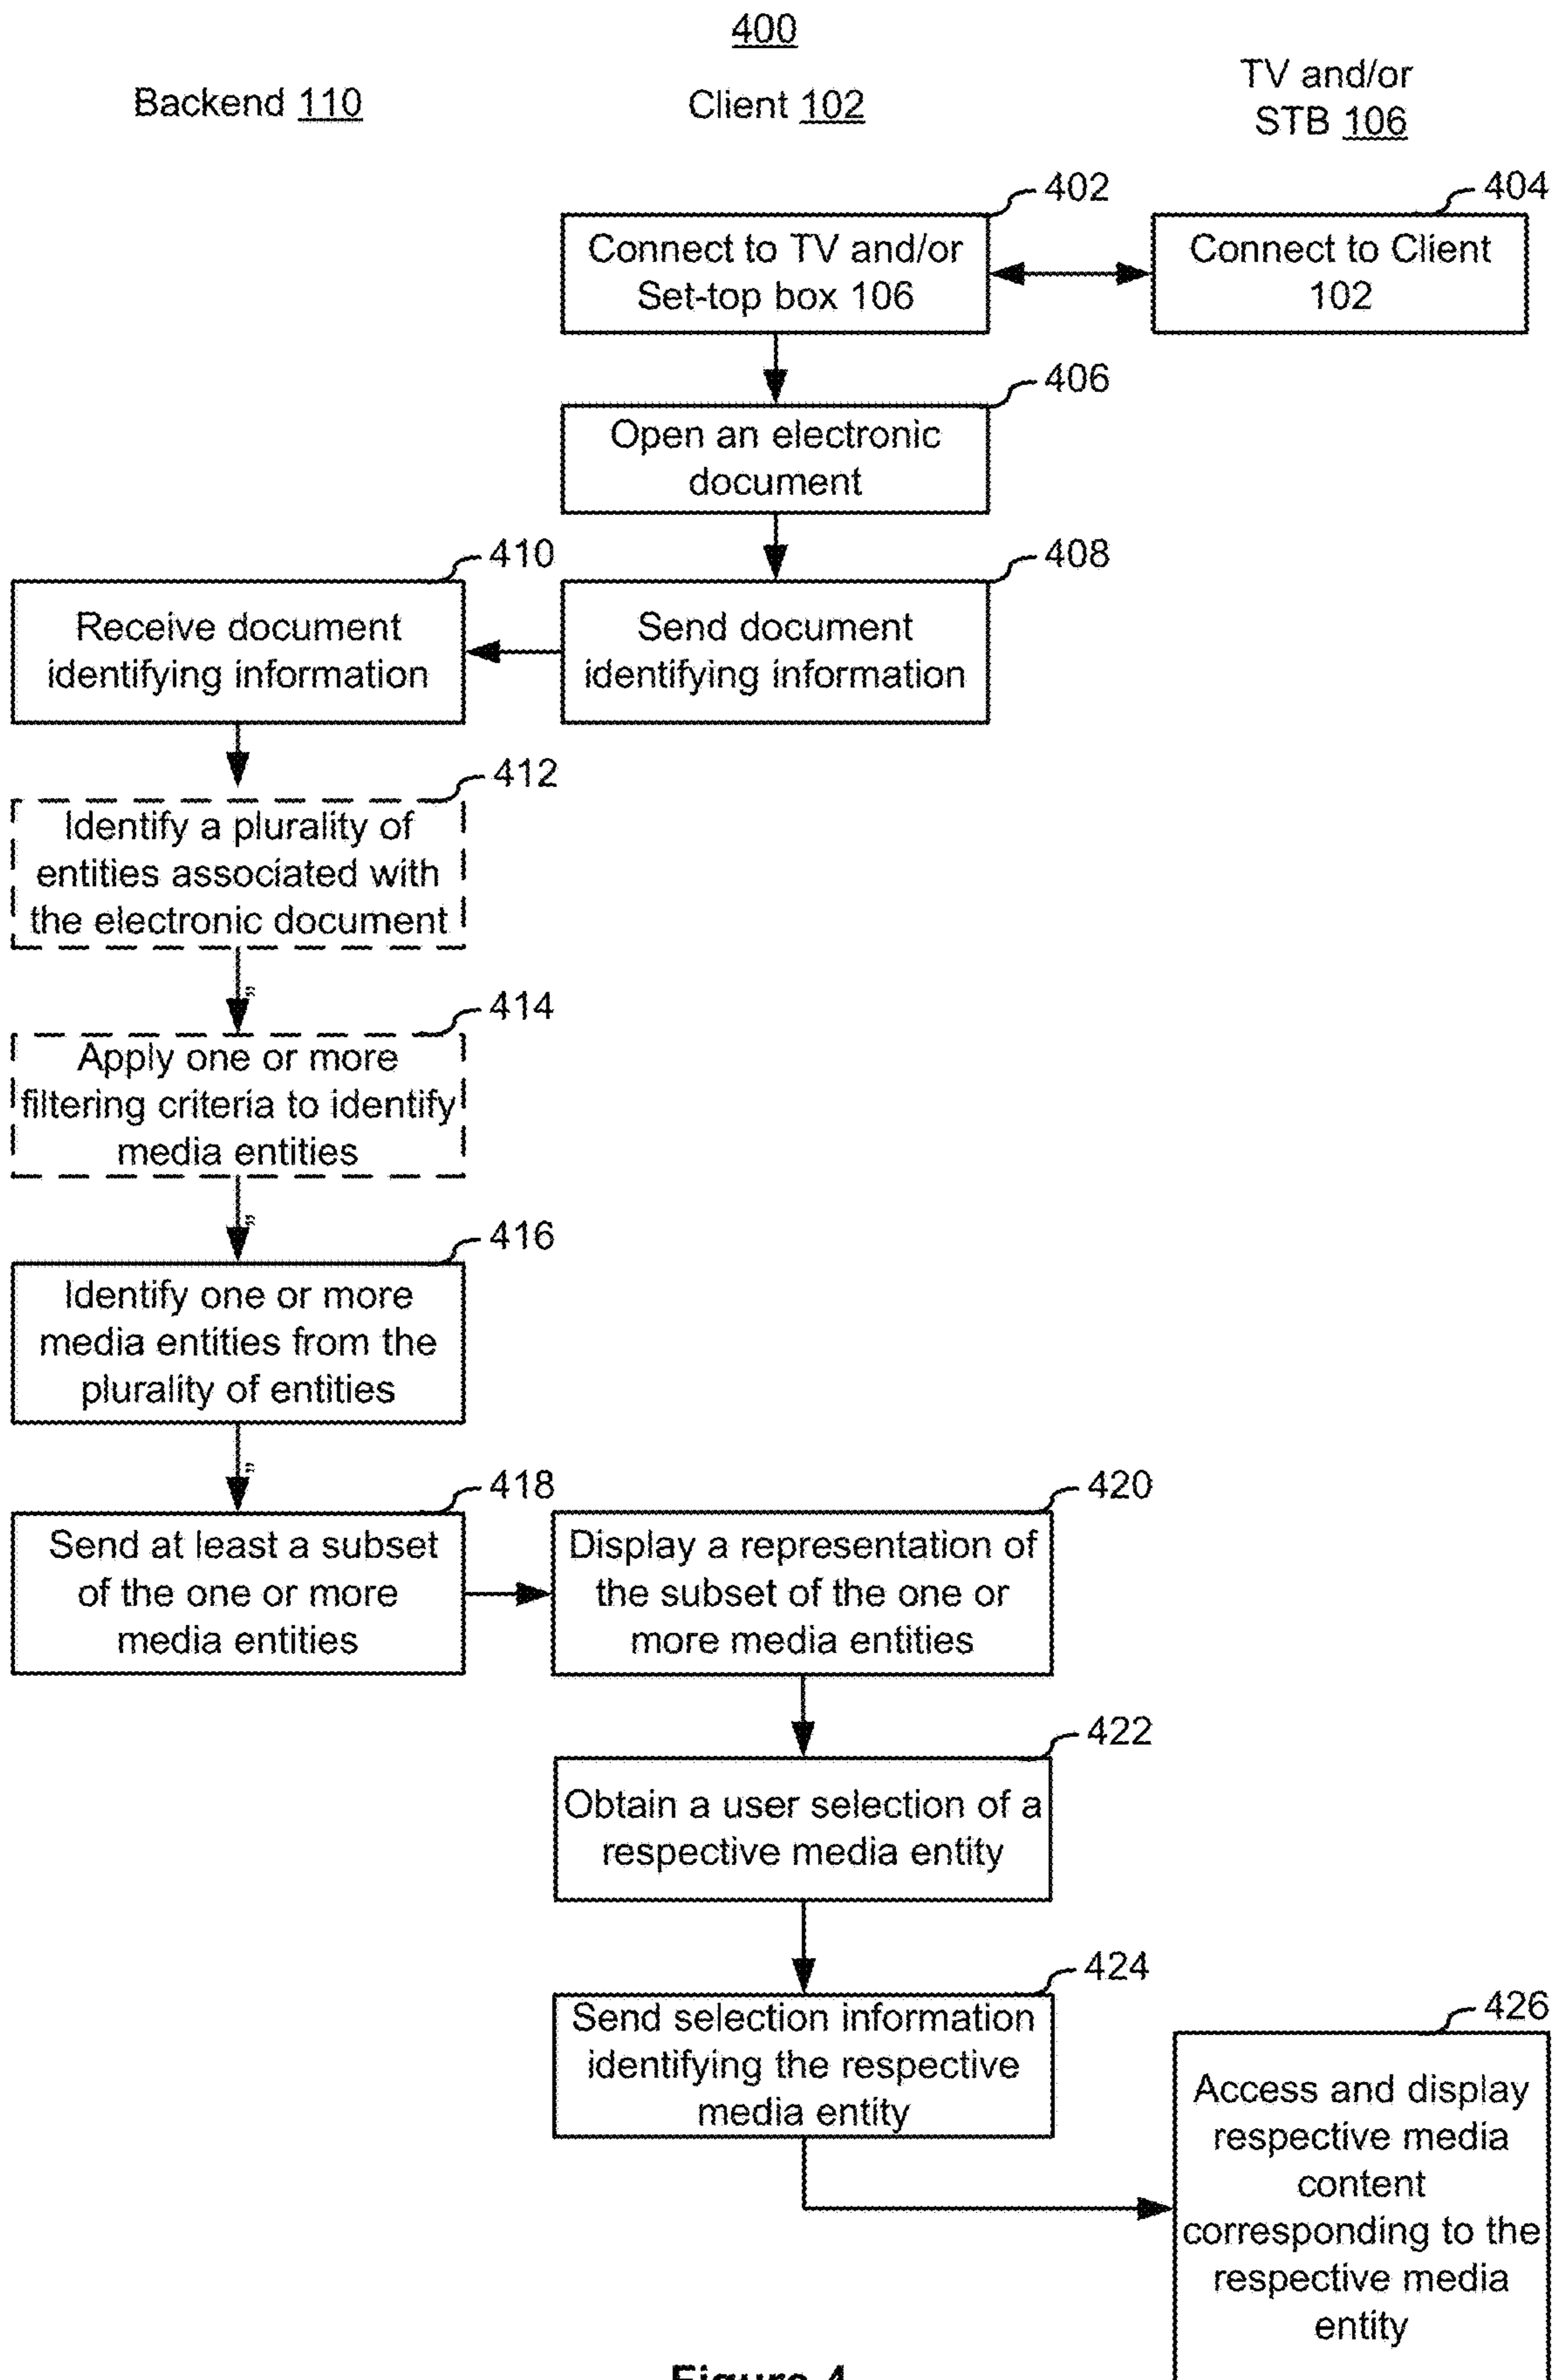 400
Backend 110
Client 102
TV and/or
STB 106
402
Connect to TV and/or
Set-top box 106
404
Connect to Client
102
406
Open an electronic
document
408
Send document
identifying information
410
Receive document
identifying information
412
Identify a plurality of
entities associated with
the electronic document
414
Apply one or more
filtering criteria to identify
media entities
416
Identify one or more
media entities from the
plurality of entities
418
Send at least a subset
of the one or more
media entities
420
Display a representation of
the subset of the one or
more media entities
422
Obtain a user selection of a
respective media entity
424
Send selection information
identifying the respective
media entity
426
Access and display
respective media
content
corresponding to the
respective media
entity
Figure 4